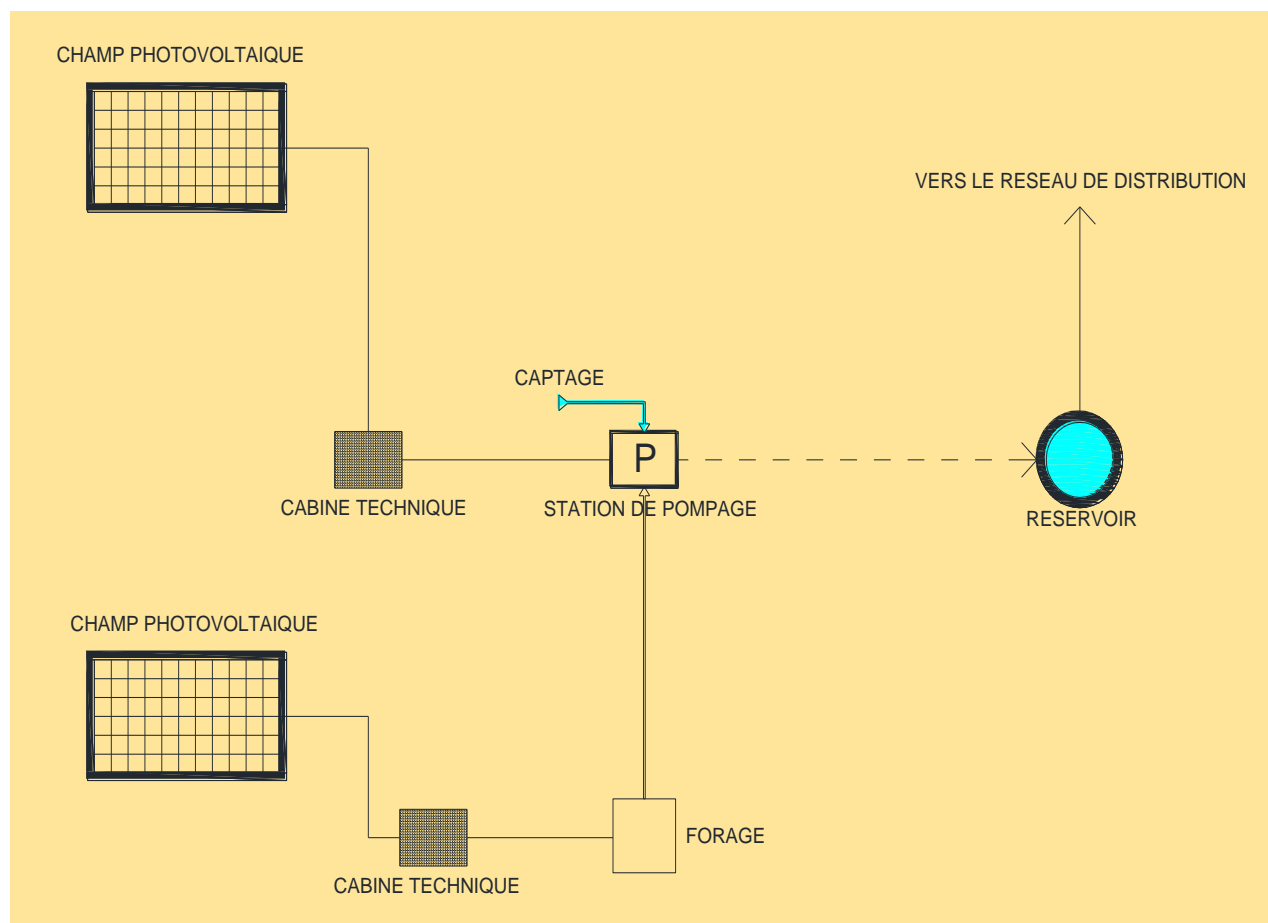 CHAMP PHOTOVOLTAIQUE
VERS LE RESEAU DE DISTRIBUTION
CAPTAGE
P
CABINE TECHNIQUE
STATION DE POMPAGE
RESERVOIR
CHAMP PHOTOVOLTAIQUE
FORAGE
CABINE TECHNIQUE